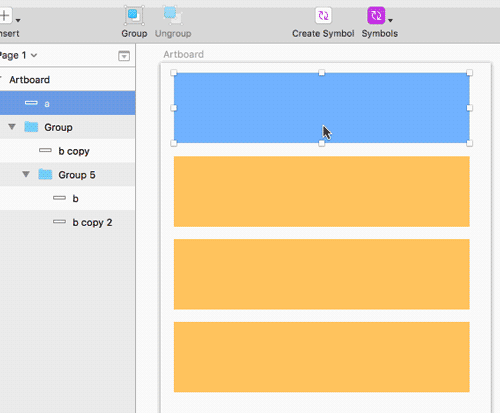 nsert
Group
Ungroup
Create Symbol
Symbols
Page 1
Artboard
Artboard
a
Group
b copy
Group 5
b
b copy 2